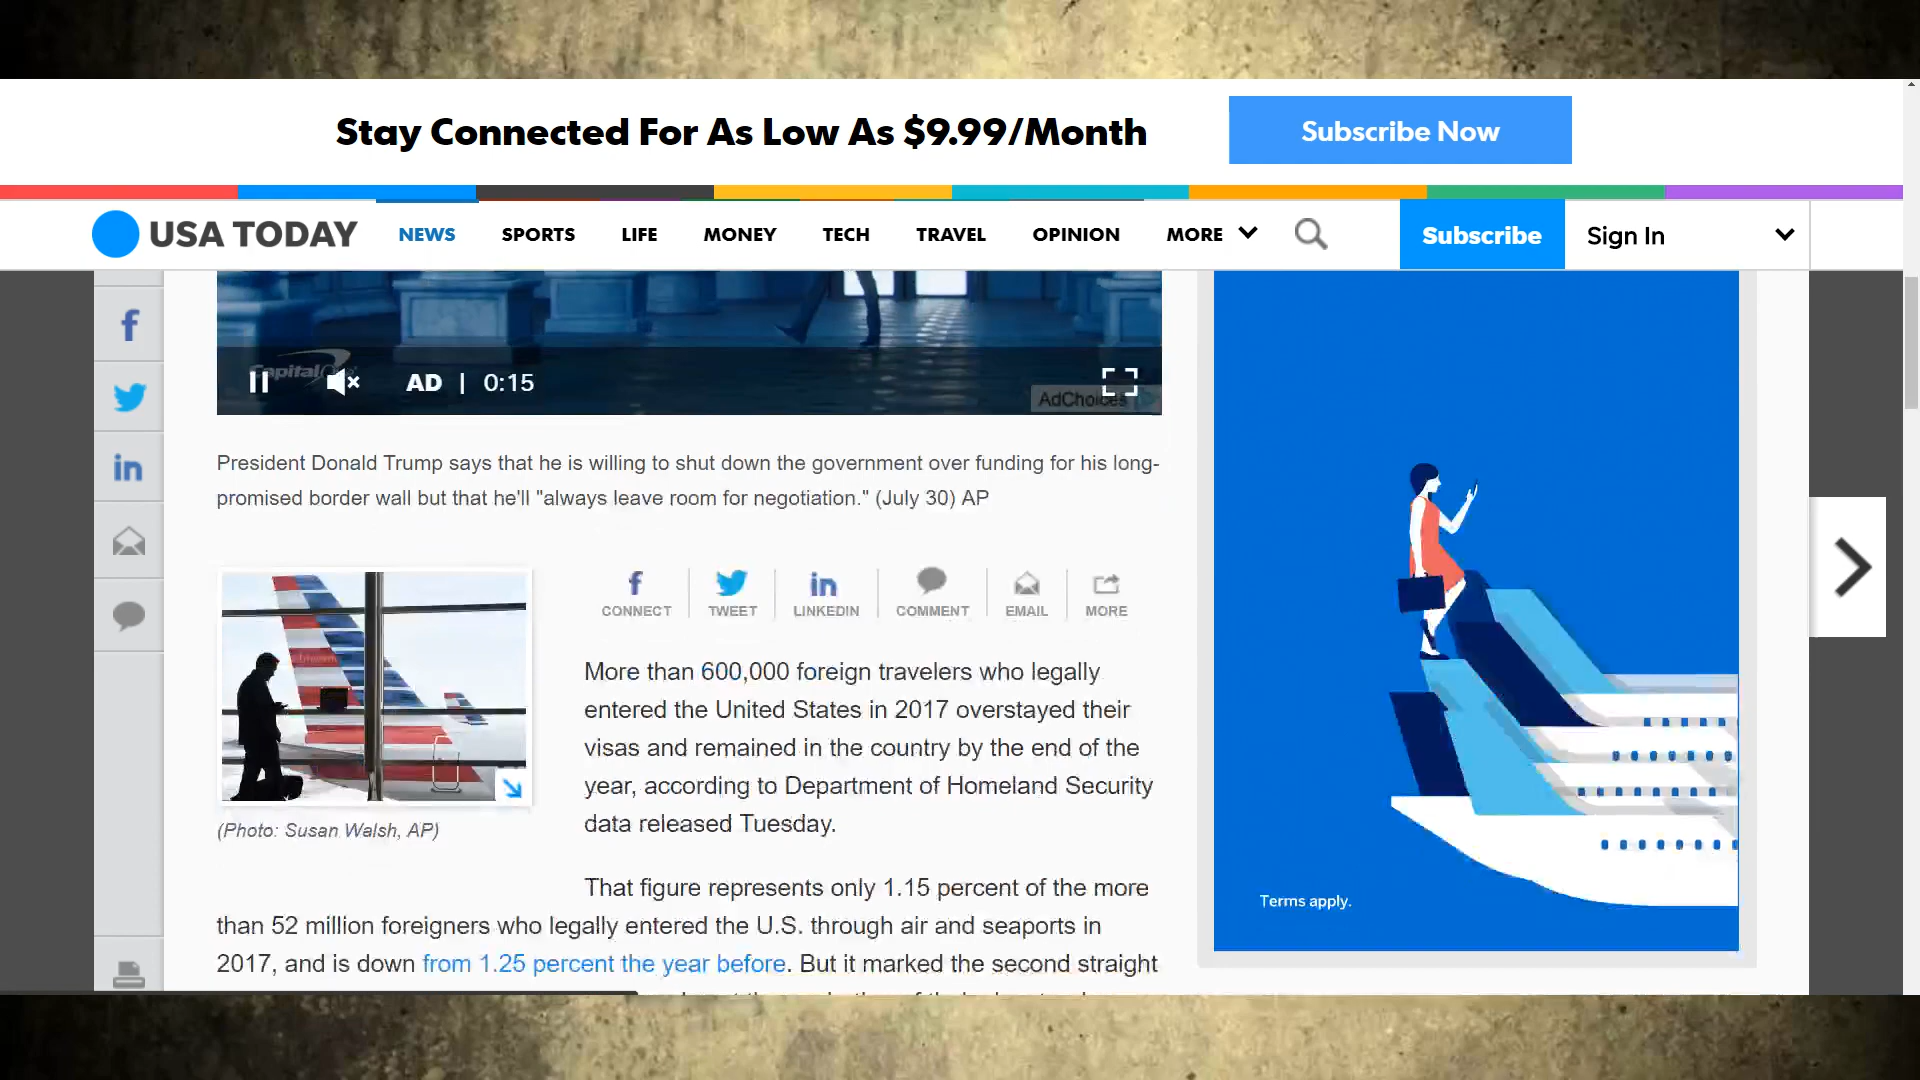 Stay Connected For As Low As $9.99/Month
Subscribe Now
USA TODAY
NEWS SPORTS LIFE MONEY TECH TRAVEL OPINION MORE
Subscribe
Sign In
AD | 0:15
AdChoices
President Donald Trump says that he is willing to shut down the government over funding for his long-
promised border wall but that he'll "always leave room for negotiation." (July 30) AP
CONNECT TWEET LINKEDIN COMMENT EMAIL MORE
(Photo: Susan Walsh, AP)
More than 600,000 foreign travelers who legally
entered the United States in 2017 overstayed their
visas and remained in the country by the end of the
year, according to Department of Homeland Security
data released Tuesday.
That figure represents only 1.15 percent of the more
than 52 million foreigners who legally entered the U.S. through air and seaports in
2017, and is down from 1.25 percent the year before. But it marked the second straight
Terms apply.